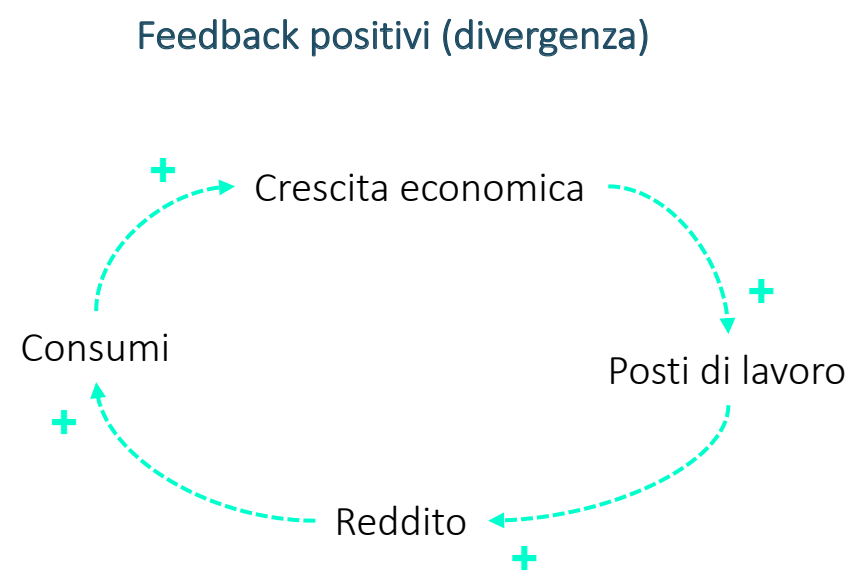 Feedback positivi (divergenza)
+
Crescita economica
+
Consumi
Posti di lavoro
+
Reddito
+